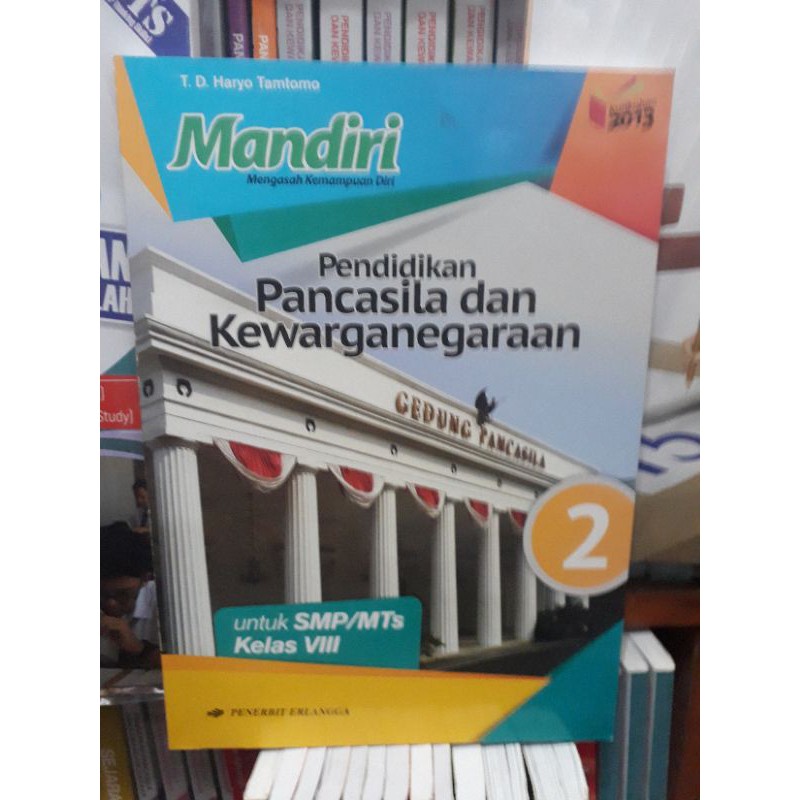 T. D. Haryo Tamtomo
Mandiri
Mengasah Kemampuan Diri
2013
Pendidikan
Pancasila dan
Kewarganegaraan
GEDUNG PANCASILA
2
untuk SMP/MTs
Kelas VIII
PENERBIT ERLANGGA
Study)